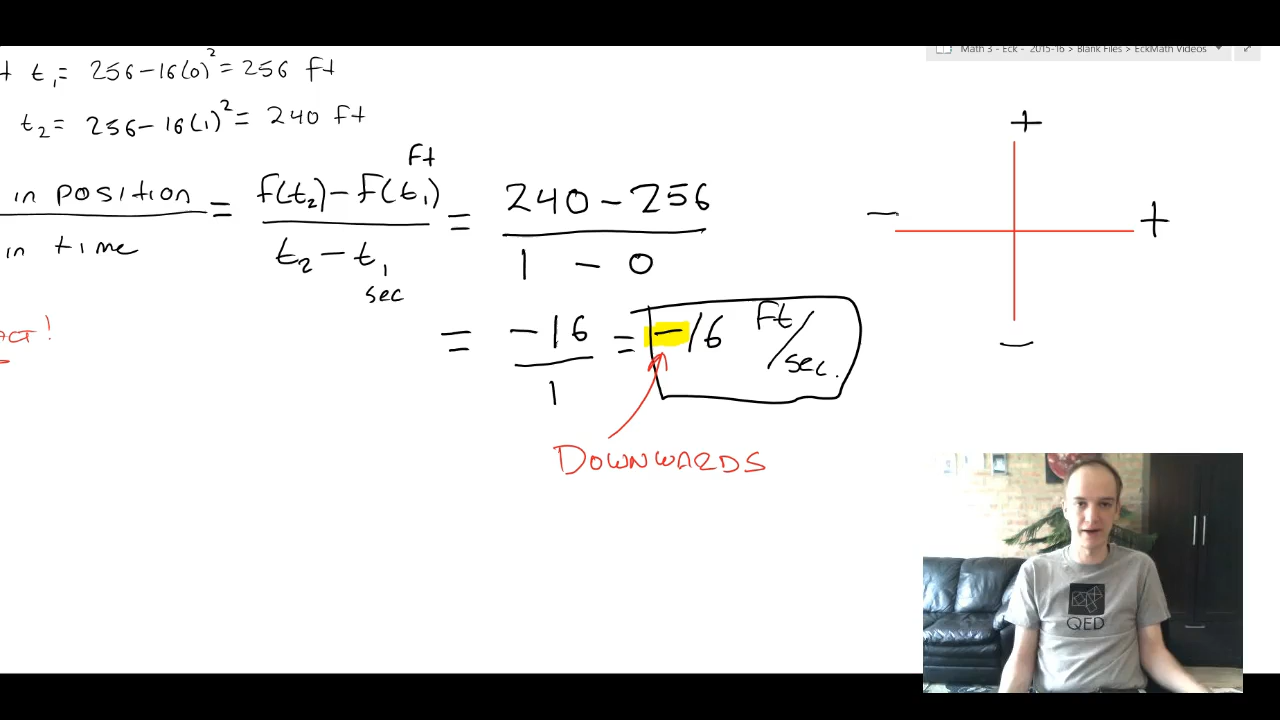 Math 3 - Eck - 2015-16 > Blank Files > EckMath Videos
t t₁= 256-16(0)²=256 Ft
t₂= 256-16(1)²= 240 Ft
Ft
in position = f(t₂)-f(t₁) = 240-256
in time t₂-t₁ 1 - 0
sec
= -16 = -16 Ft/sec.
1
ACT!
DOWNWARDS
+
- +
-
QED